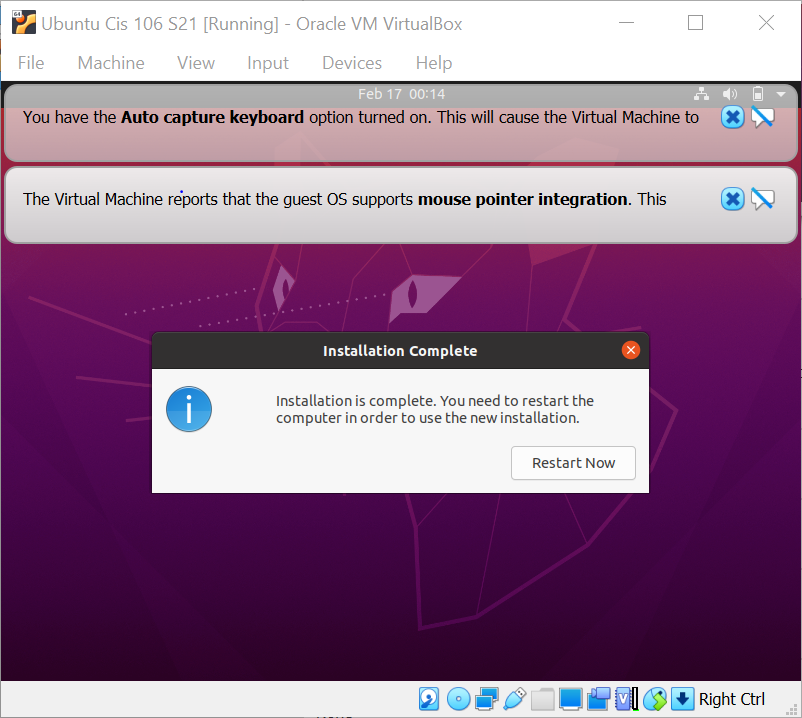 Ubuntu Cis 106 S21 [Running] - Oracle VM VirtualBox
File Machine View Input Devices Help
Feb 17 00:14
You have the Auto capture keyboard option turned on. This will cause the Virtual Machine to
The Virtual Machine reports that the guest OS supports mouse pointer integration. This
Installation Complete
Installation is complete. You need to restart the
computer in order to use the new installation.
Restart Now
Right Ctrl